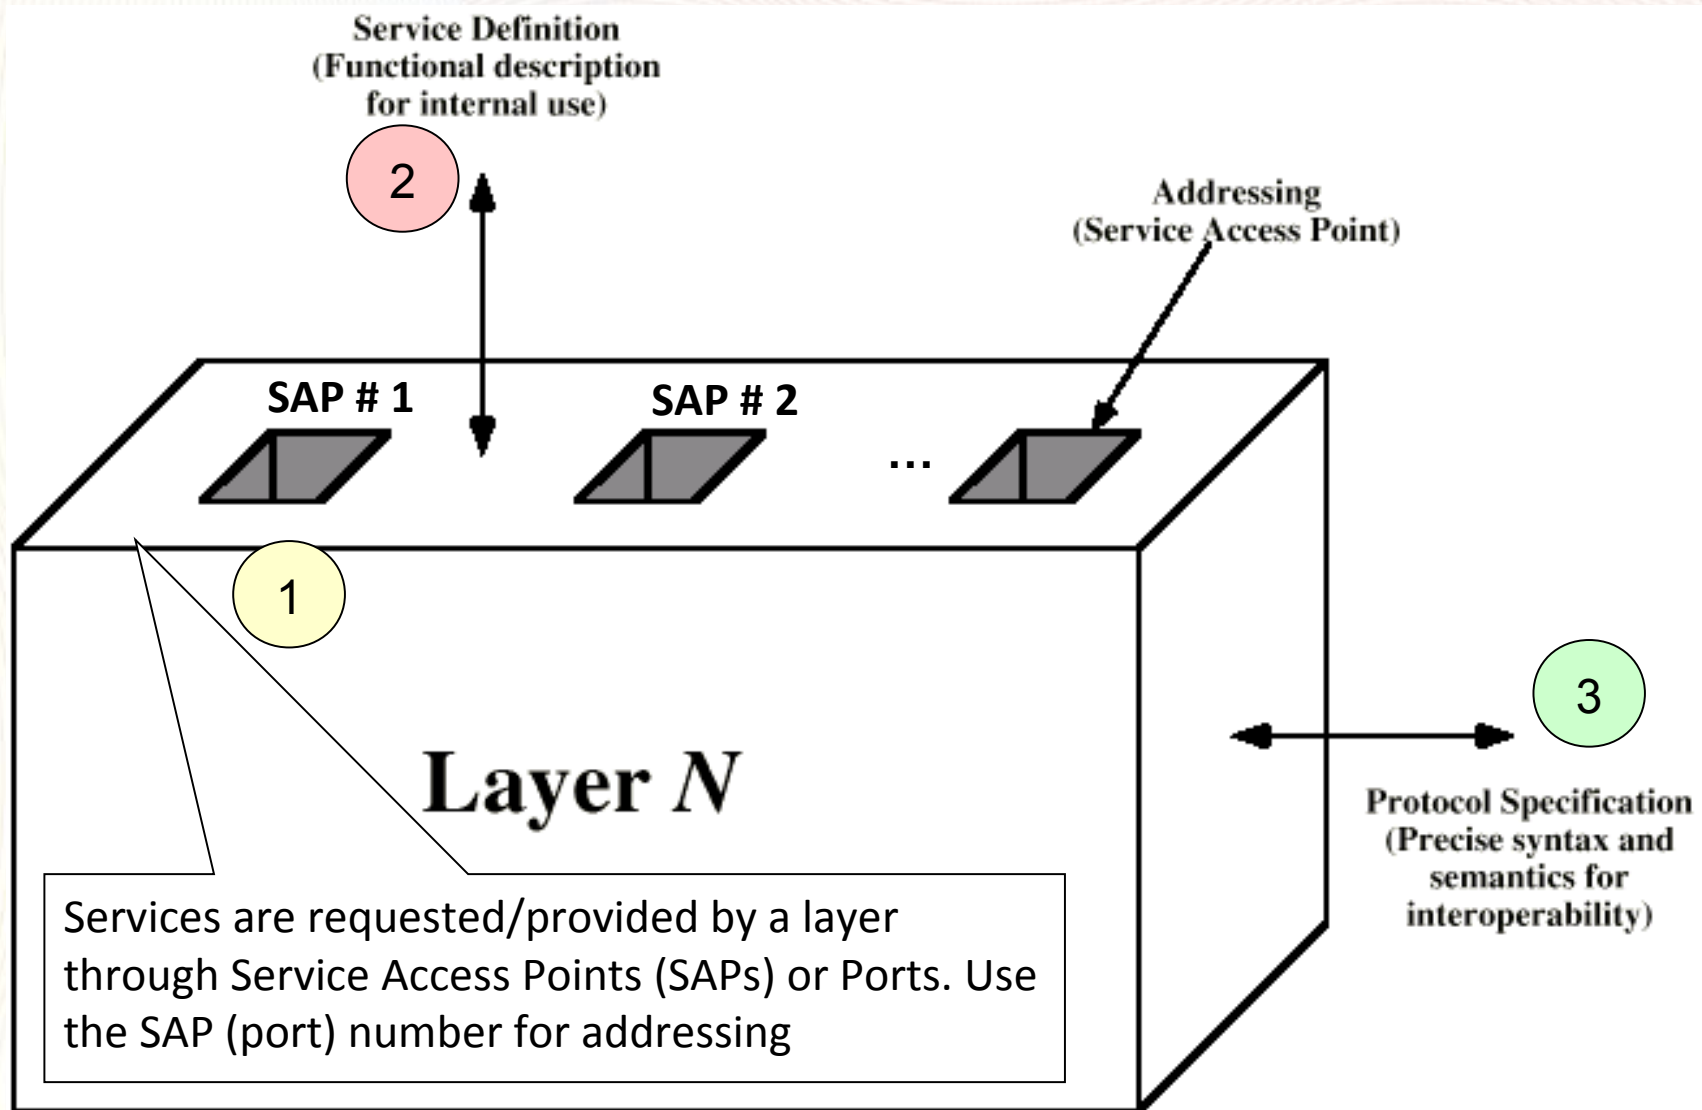 Service Definition
(Functional description
for internal use)
2
Addressing
(Service Access Point)
SAP # 1
SAP # 2
...
1
3
Layer N
Protocol Specification
(Precise syntax and
semantics for
interoperability)
Services are requested/provided by a layer
through Service Access Points (SAPs) or Ports. Use
the SAP (port) number for addressing